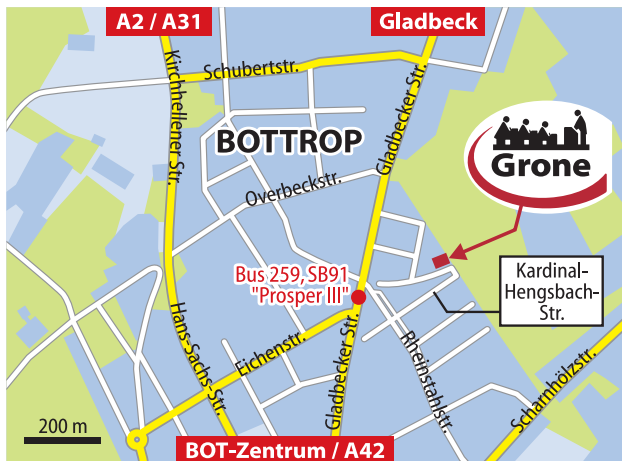 A2 / A31
Gladbeck
Schubertstr.
Kirchhellener Str.
Gladbecker Str.
BOTTROP
Grone
Overbeckstr.
Bus 259, SB91
"Prosper III"
Kardinal-
Hengsbach-
Str.
Hans-Sachs-Str.
Eichenstr.
Gladbecker Str.
Rheinstahlstr.
Scharnhölzstr.
200 m
BOT-Zentrum / A42